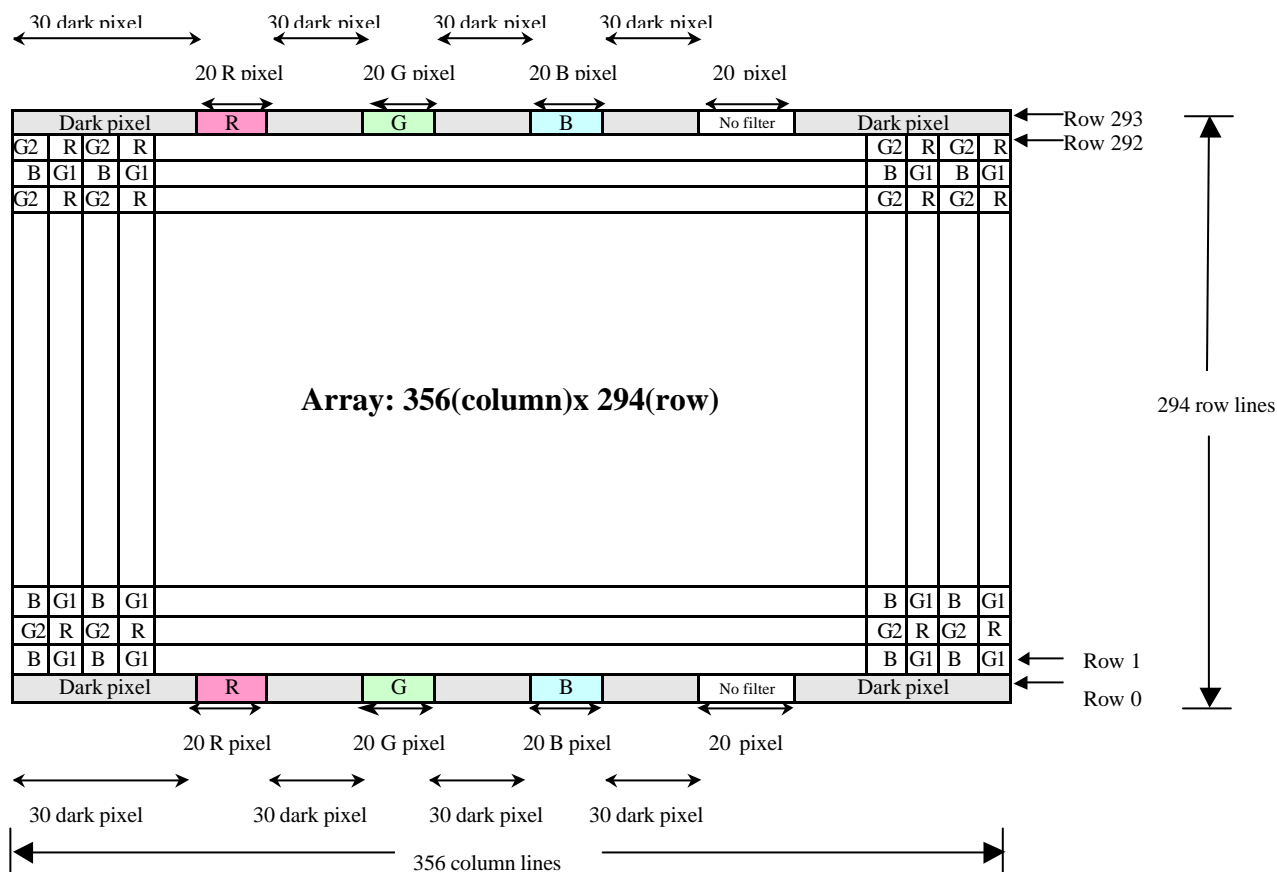 30 dark pixel 30 dark pixel 30 dark pixel 30 dark pixel
20 R pixel 20 G pixel 20 B pixel 20 pixel
Dark pixel R G B No filter Dark pixel Row 293
G2 R G2 R G2 R G2 R Row 292
B G1 B G1 B G1 B G1
G2 R G2 R G2 R G2 R
Array: 356(column)x 294(row)
294 row lines
B G1 B G1 B G1 B G1
G2 R G2 R G2 R G2 R
B G1 B G1 B G1 B G1 Row 1
Dark pixel R G B No filter Dark pixel Row 0
20 R pixel 20 G pixel 20 B pixel 20 pixel
30 dark pixel 30 dark pixel 30 dark pixel 30 dark pixel
356 column lines